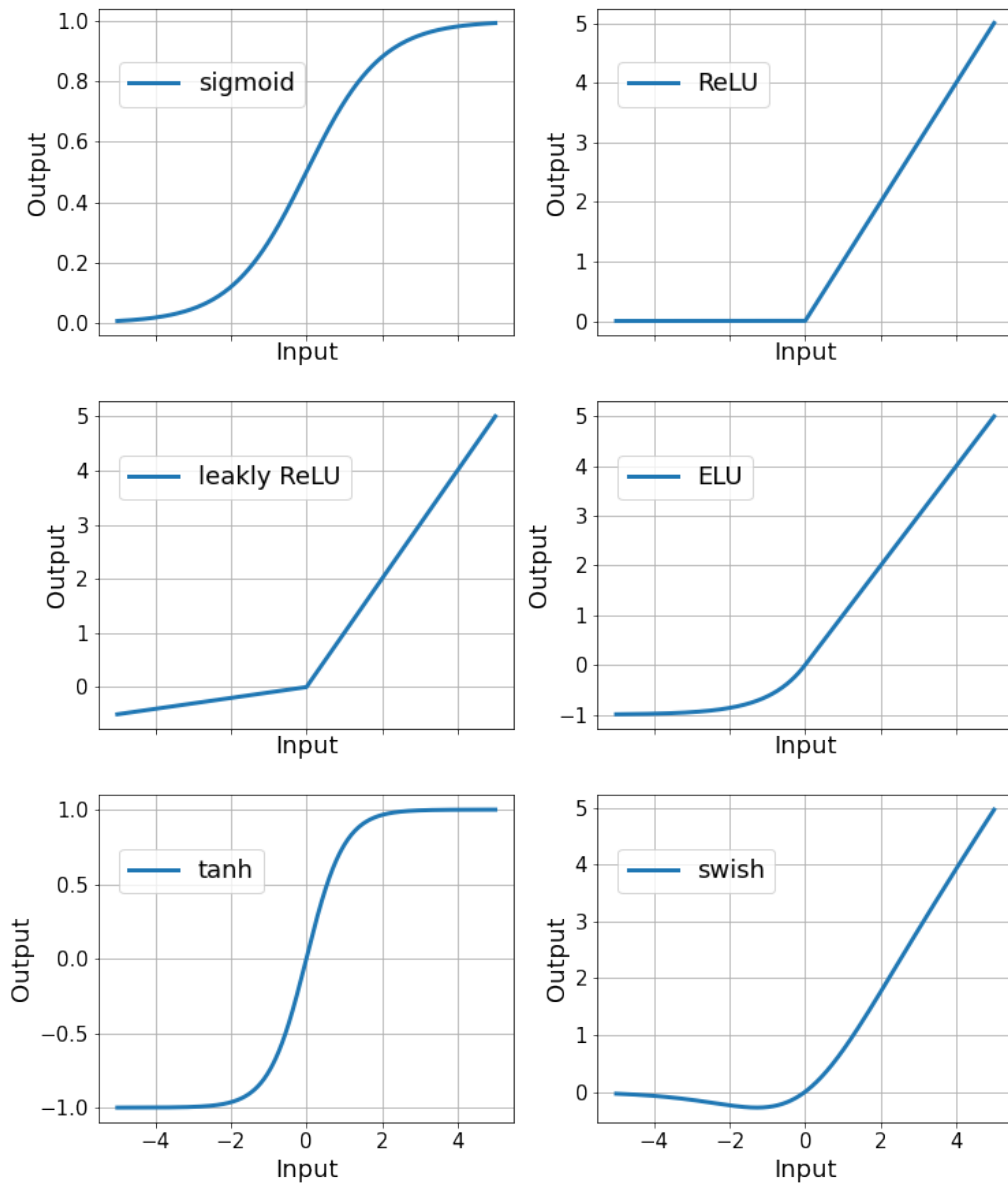 1.0
0.8
0.6
0.4
0.2
0.0
Output
sigmoid
Input
5
4
3
2
1
0
Output
ReLU
Input
5
4
3
2
1
0
Output
leakly ReLU
Input
5
4
3
2
1
0
−1
Output
ELU
Input
1.0
0.5
0.0
−0.5
−1.0
Output
tanh
−4 −2 0 2 4
Input
5
4
3
2
1
0
Output
swish
−4 −2 0 2 4
Input